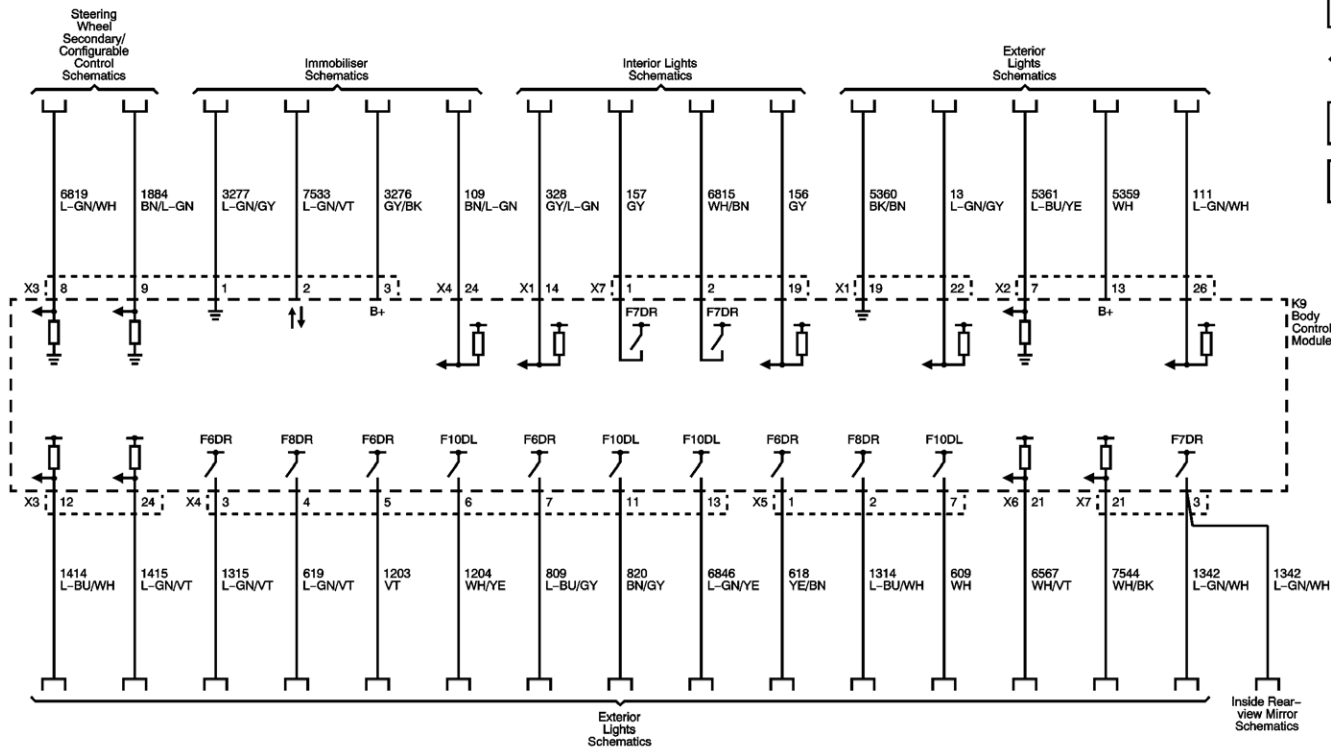 Steering
Wheel
Secondary/
Configurable
Control
Schematics
Immobiliser
Schematics
Interior Lights
Schematics
Exterior
Lights
Schematics
6819
L-GN/WH
1884
BN/L-GN
3277
L-GN/GY
7533
L-GN/VT
3276
GY/BK
109
BN/L-GN
328
GY/L-GN
157
GY
6815
WH/BN
156
GY
5360
BK/BN
13
L-GN/GY
5361
L-BU/YE
5359
WH
111
L-GN/WH
X3 8 9 1 2 3 X4 24 X1 14 X7 1 2 19 X1 19 22 X2 7 13 26
B+ F7DR F7DR B+
K9
Body
Control
Module
F6DR F8DR F6DR F10DL F6DR F10DL F10DL F6DR F8DR F10DL F7DR
X3 12 24 X4 3 4 5 6 7 11 13 X5 1 2 7 X6 21 X7 21 3
1414
L-BU/WH
1415
L-GN/VT
1315
L-GN/VT
619
L-GN/VT
1203
VT
1204
WH/YE
809
L-BU/GY
820
BN/GY
6846
L-GN/YE
618
YE/BN
1314
L-BU/WH
609
WH
6567
WH/VT
7544
WH/BK
1342
L-GN/WH
1342
L-GN/WH
Exterior
Lights
Schematics
Inside Rear-
view Mirror
Schematics